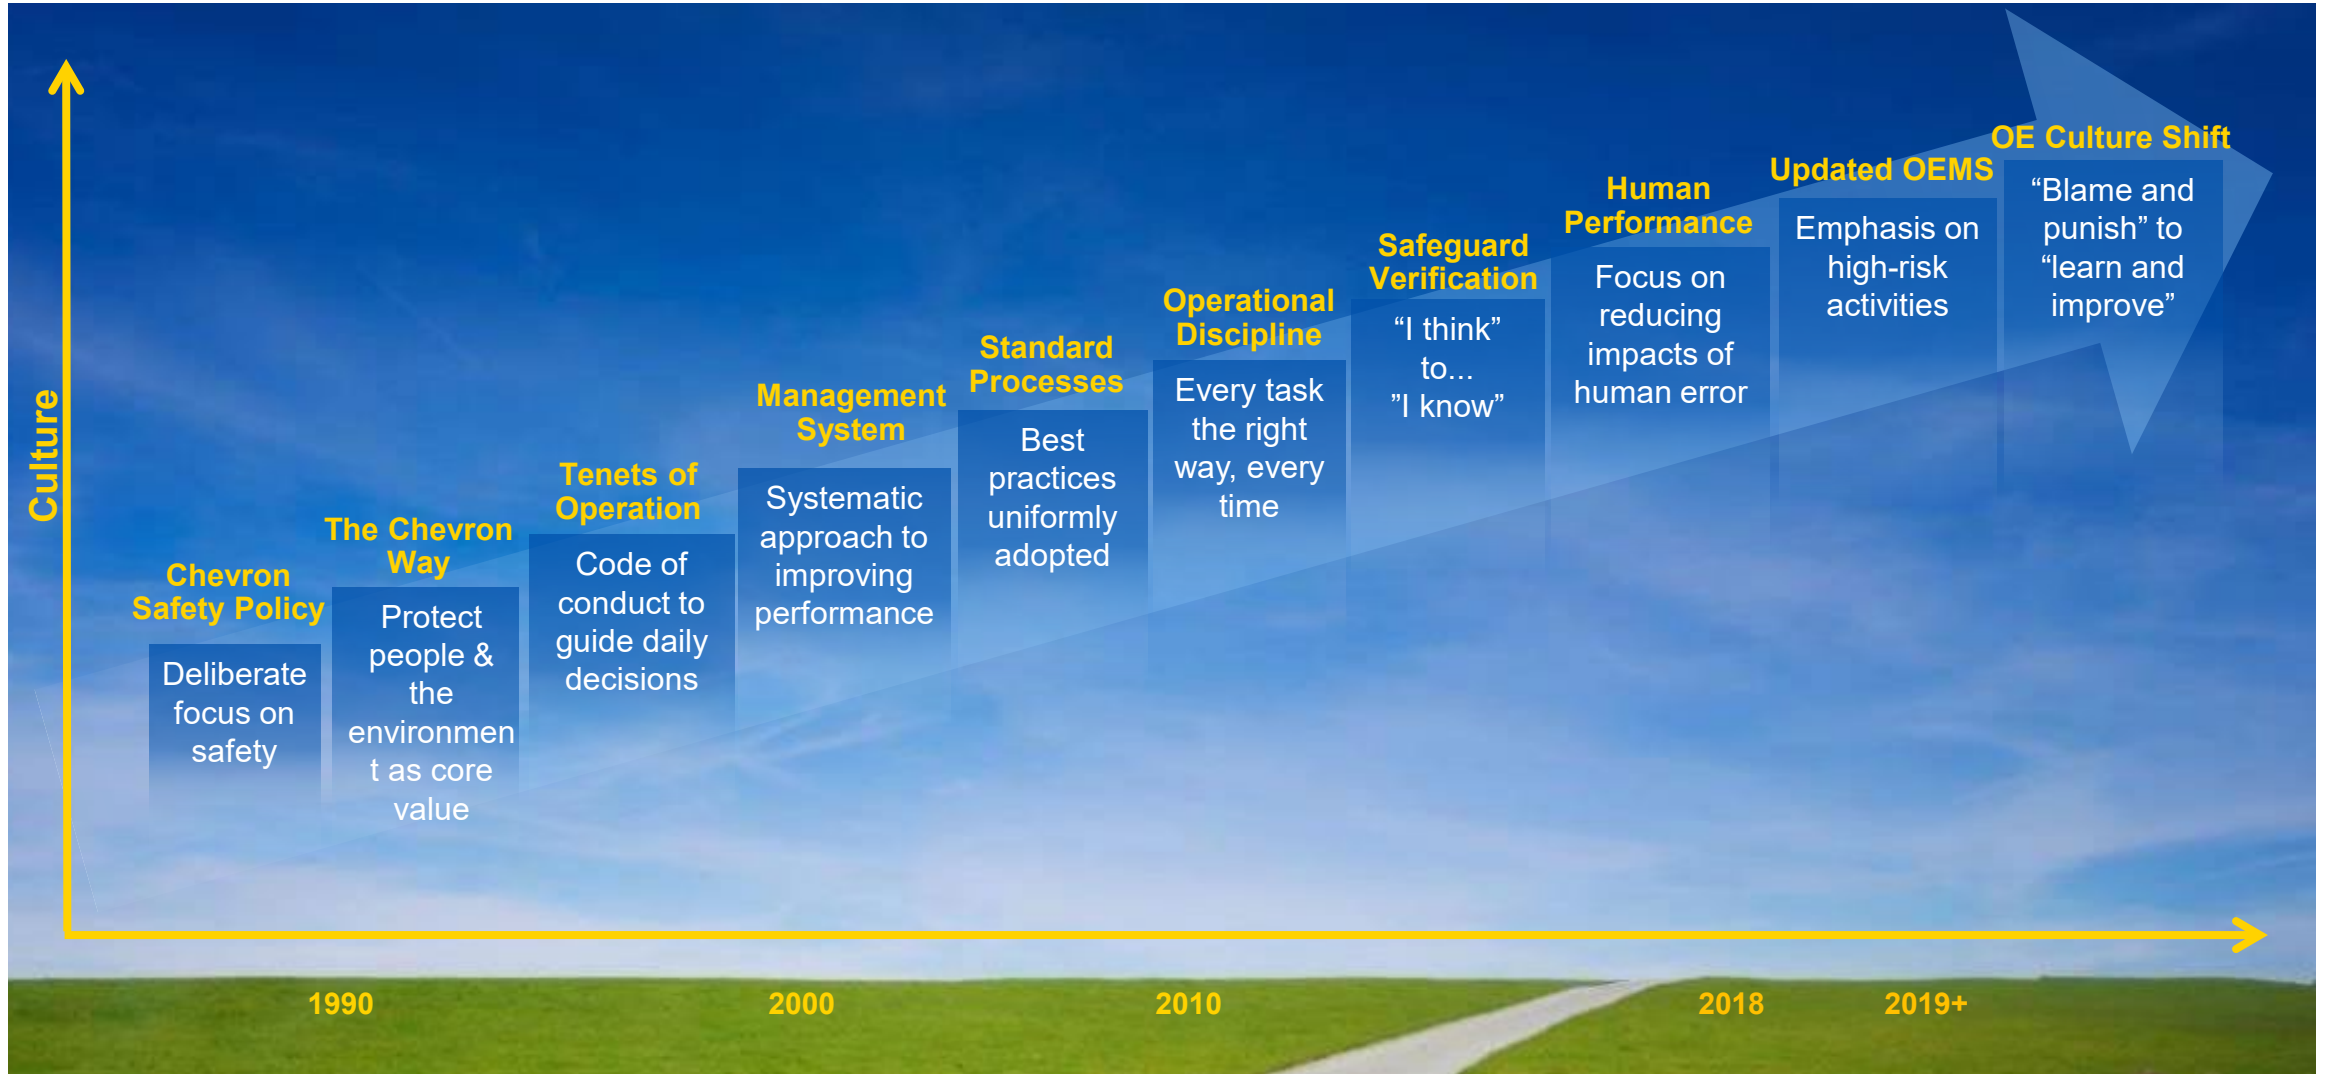 Culture
Chevron
Safety Policy
Deliberate
focus on
safety
The Chevron
Way
Protect
people &
the
environmen
t as core
value
Tenets of
Operation
Code of
conduct to
guide daily
decisions
Management
System
Systematic
approach to
improving
performance
Standard
Processes
Best
practices
uniformly
adopted
Operational
Discipline
Every task
the right
way, every
time
Safeguard
Verification
“I think”
to...
”I know”
Human
Performance
Focus on
reducing
impacts of
human error
Updated OEMS
Emphasis on
high-risk
activities
OE Culture Shift
“Blame and
punish” to
“learn and
improve”
1990
2000
2010
2018
2019+